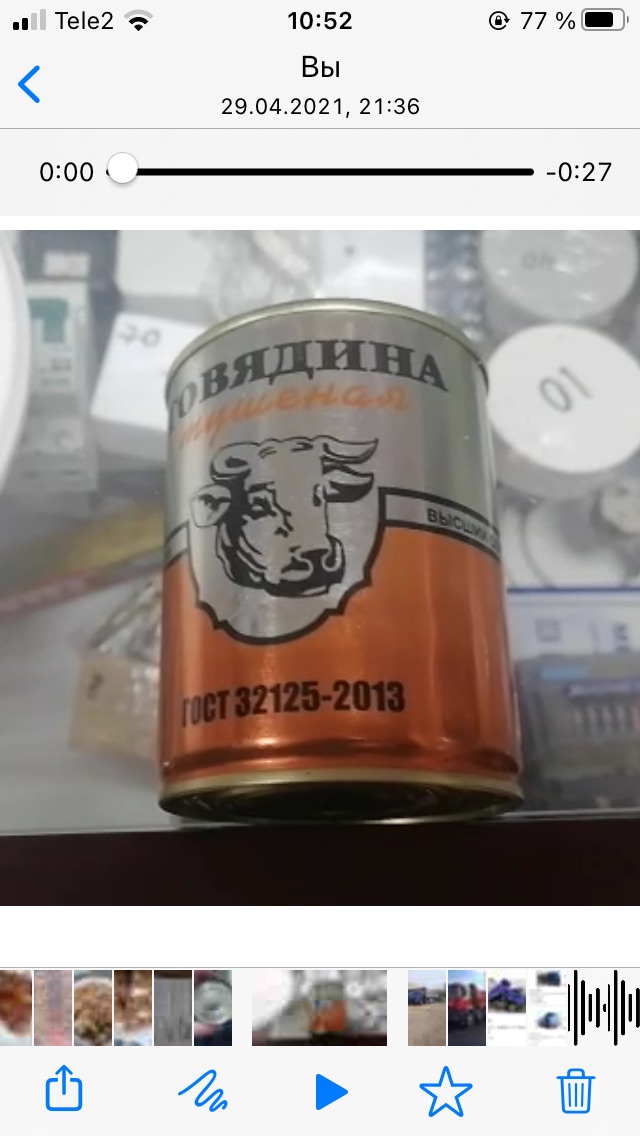 Tele2
10:52
77 %
Вы
29.04.2021, 21:36
0:00
-0:27
70
ГОВЯДИНА
тушеная
01
ВЫСШИЙ
ГОСТ 32125-2013